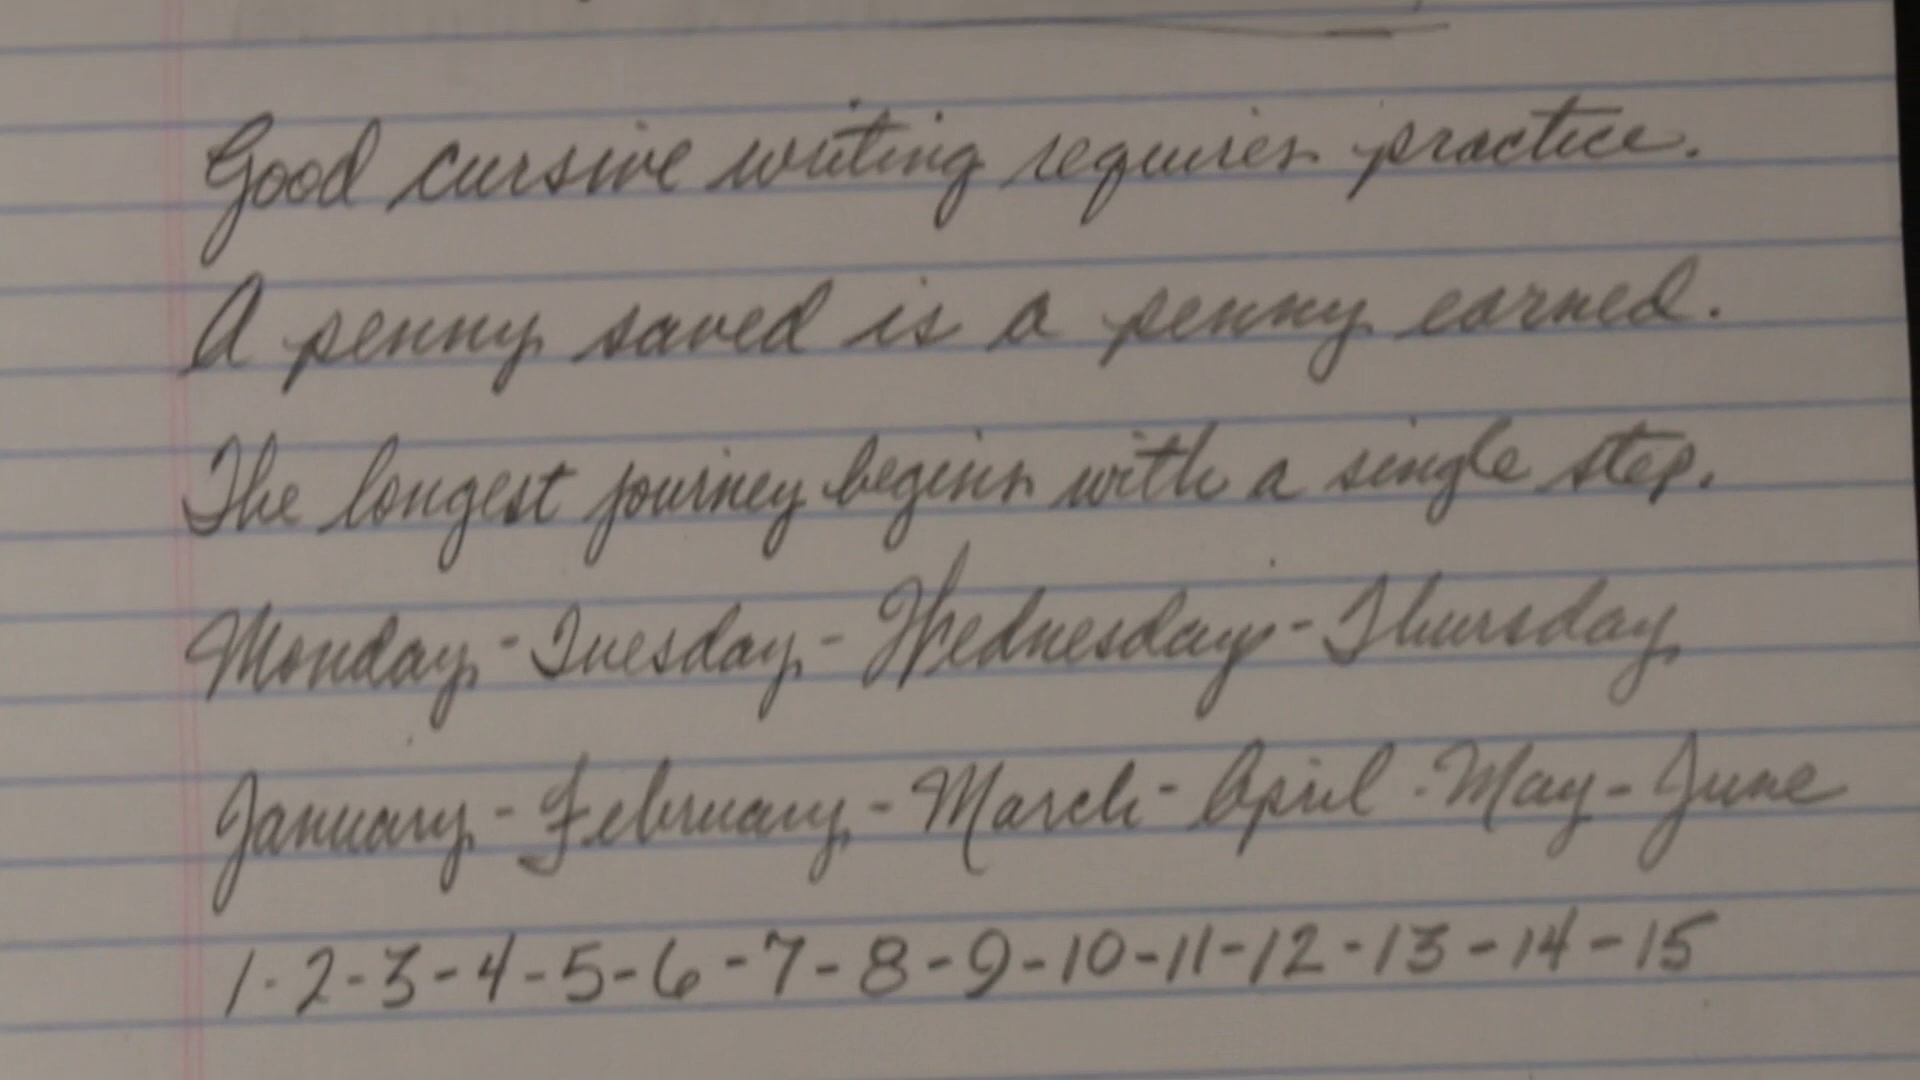 Good cursive writing requires practice.
A penny saved is a penny earned.
The longest journey begins with a single step.
Monday - Tuesday - Wednesday - Thursday
January - February - March - April - May - June
1 - 2 - 3 - 4 - 5 - 6 - 7 - 8 - 9 - 10 - 11 - 12 - 13 - 14 - 15